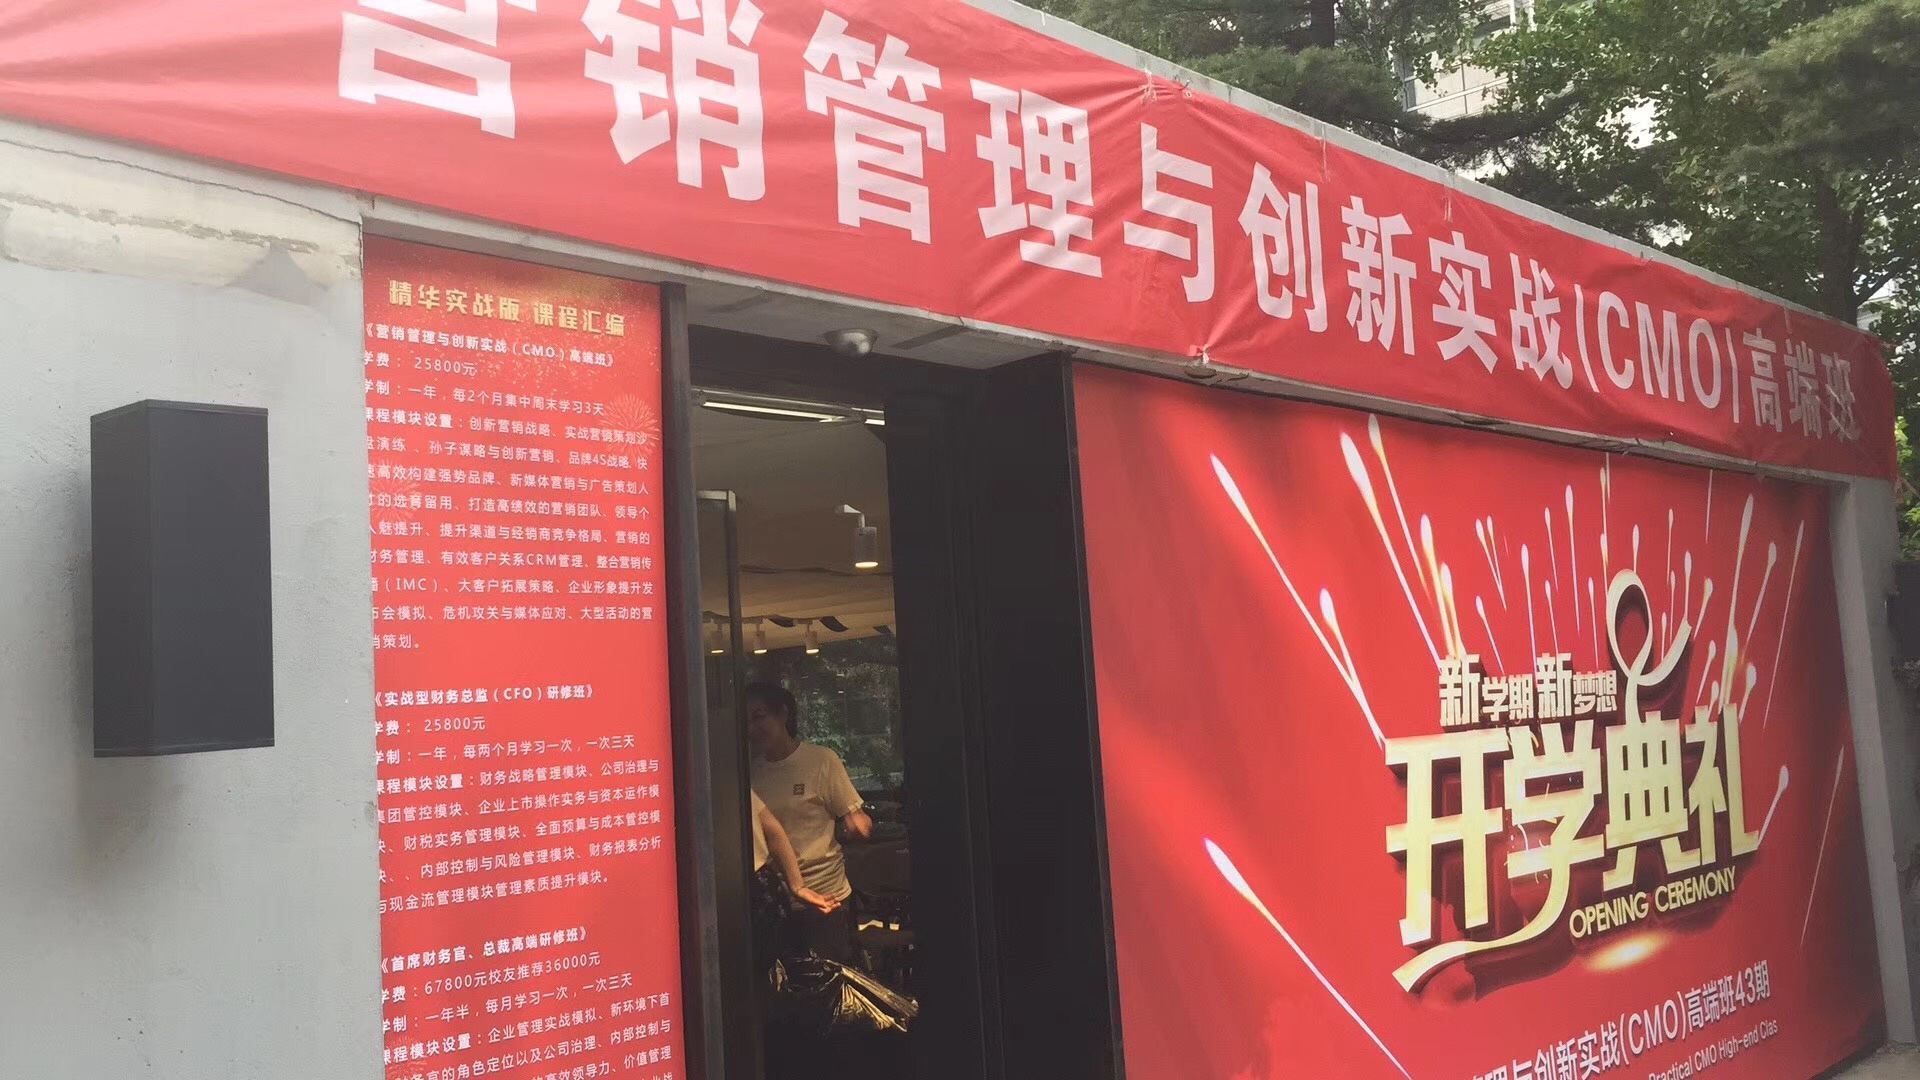 营销管理与创新实战(CMO)高端班
精华实战版 课程汇编
《营销管理与创新实战（CMO）高端班》
学费：25800元
学制：一年，每2个月集中周末学习3天
课程模块设置：创新营销战略、实战营销策划沙
盘演练、孙子谋略与创新营销、品牌4S战略,快
速高效构建强势品牌、新媒体营销与广告策划人
才的选育留用、打造高绩效的营销团队、领导个
人魅提升、提升渠道与经销商竞争格局、营销的
财务管理、有效客户关系CRM管理、整合营销传
播（IMC）、大客户拓展策略、企业形象提升发
布会模拟、危机攻关与媒体应对、大型活动的营
销策划。
《实战型财务总监（CFO）研修班》
学费：25800元
学制：一年，每两个月学习一次，一次三天
课程模块设置：财务战略管理模块、公司治理与
集团管控模块、企业上市操作实务与资本运作模
块、财税实务管理模块、全面预算与成本管控模
块、、内部控制与风险管理模块、财务报表分析
与现金流管理模块管理素质提升模块。
《首席财务官、总裁高端研修班》
学费：67800元校友推荐36000元
学制：一年半，每月学习一次，一次三天
课程模块设置：企业管理实战模拟、新环境下首
财务官的角色定位以及公司治理、内部控制与
高效领导力、价值管理
新学期新梦想
开学典礼
OPENING CEREMONY
管理与创新实战(CMO)高端班43期
Practical CMO High-end Clas